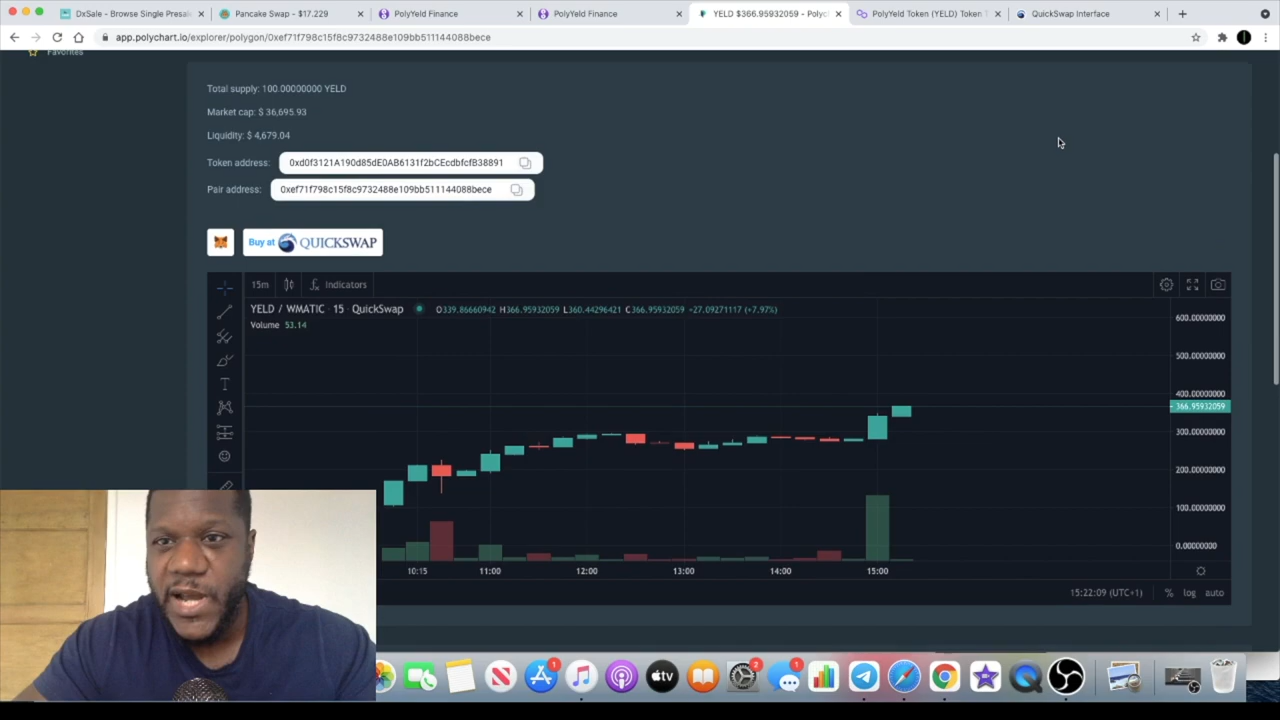 DxSale - Browse Single Presale
Pancake Swap - $17.229
PolyYeld Finance
PolyYeld Finance
YELD $366.95932059 - Polych
PolyYeld Token (YELD) Token T
QuickSwap Interface
app.polychart.io/explorer/polygon/0xef71f798c15f8c9732488e109bb511144088bece
Favorites
Total supply: 100.00000000 YELD
Market cap: $ 36,695.93
Liquidity: $ 4,679.04
Token address: 0xd0f3121A190d85dE0AB6131f2bCEcdbfcfB38891
Pair address: 0xef71f798c15f8c9732488e109bb511144088bece
Buy at QUICKSWAP
15m Indicators
YELD / WMATIC · 15 · QuickSwap O339.86660942 H366.95932059 L360.44296421 C366.95932059 −27.09271117 (+7.97%)
Volume 53.14
600.00000000
500.00000000
400.00000000
366.95932059
300.00000000
200.00000000
100.00000000
0.00000000
10:15 11:00 12:00 13:00 14:00 15:00
15:22:09 (UTC+1) % log auto
1
tv
2
1